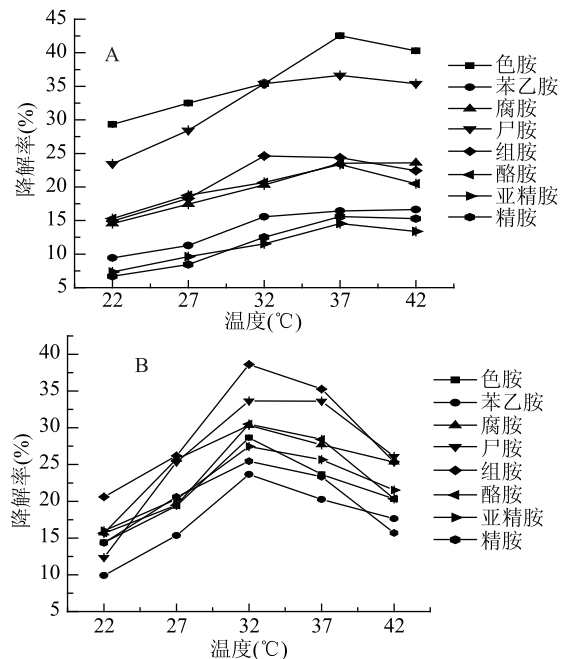 A
降解率(%)
45
40
35
30
25
20
15
10
5
22 27 32 37 42
温度(℃)
色胺
苯乙胺
腐胺
尸胺
组胺
酪胺
亚精胺
精胺
B
降解率(%)
40
35
30
25
20
15
10
5
22 27 32 37 42
温度(℃)
色胺
苯乙胺
腐胺
尸胺
组胺
酪胺
亚精胺
精胺